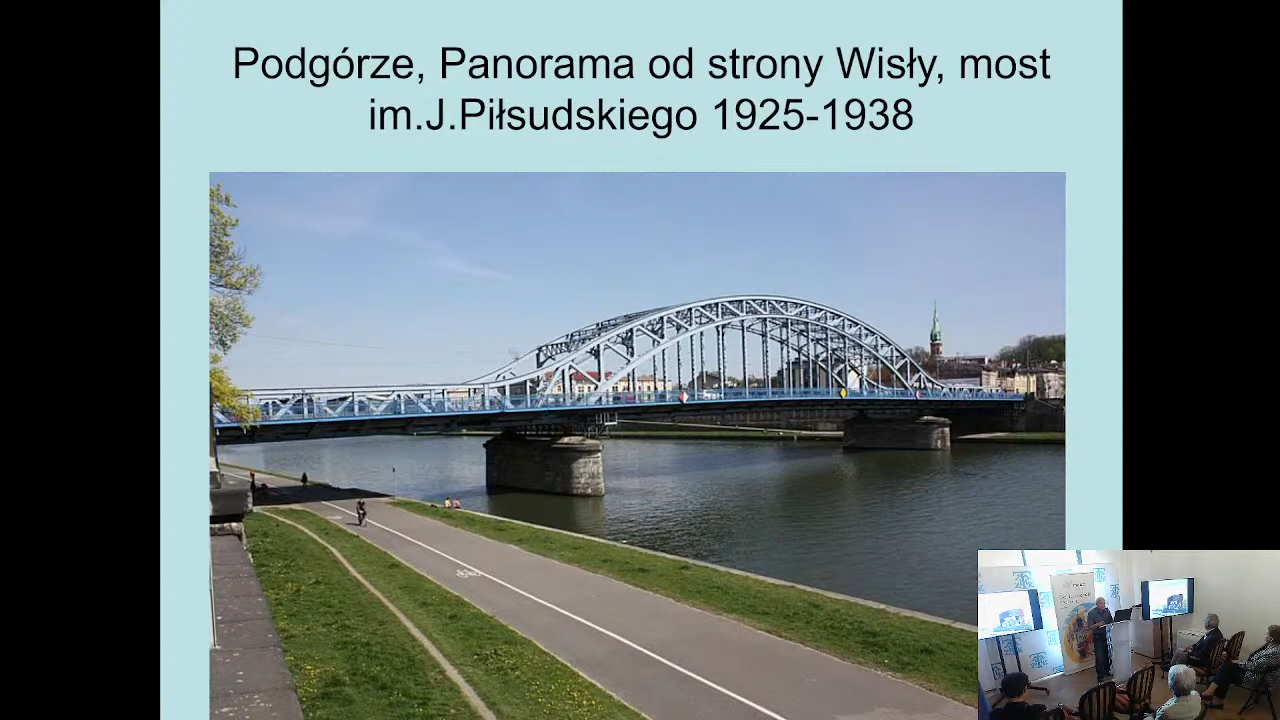 Podgórze, Panorama od strony Wisły, most
im.J.Piłsudskiego 1925-1938